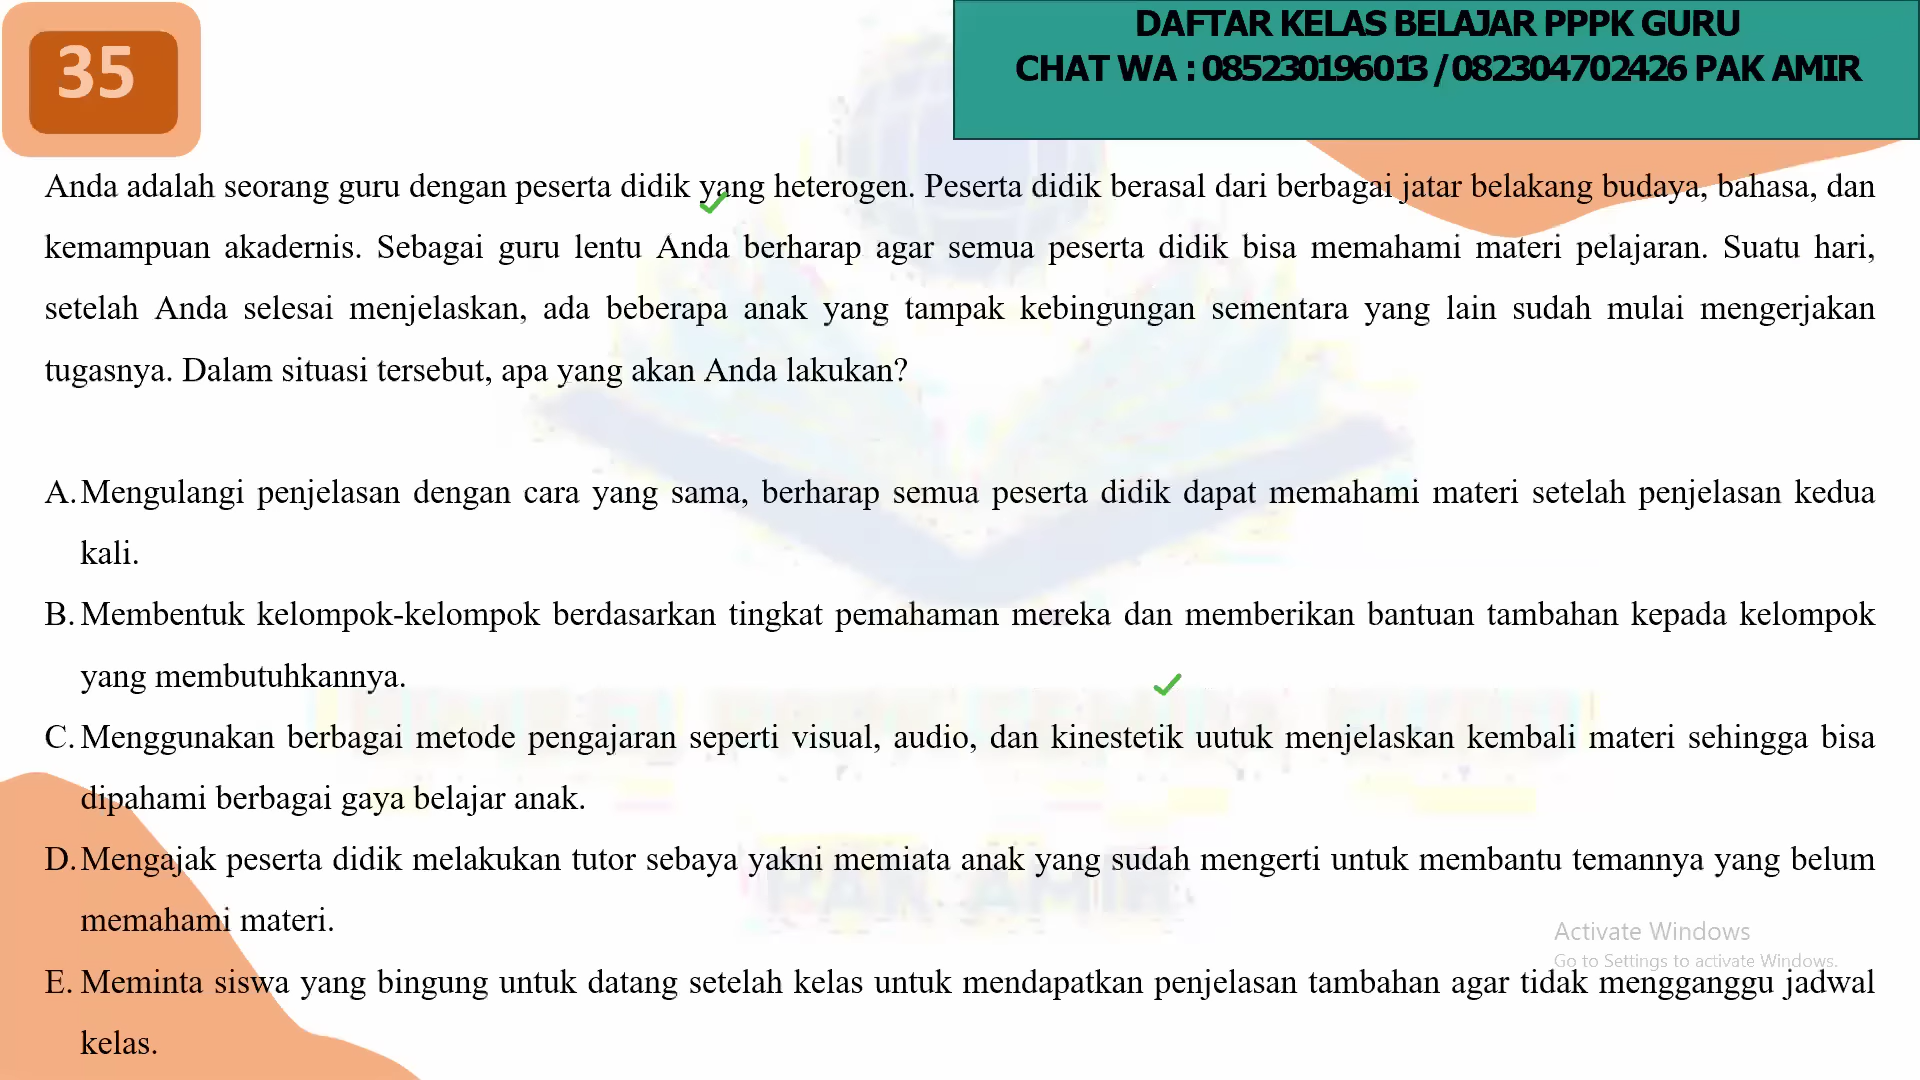 35
DAFTAR KELAS BELAJAR PPPK GURU
CHAT WA : 085230196013 / 082304702426 PAK AMIR
Anda adalah seorang guru dengan peserta didik yang heterogen. Peserta didik berasal dari berbagai jatar belakang budaya, bahasa, dan
kemampuan akadernis. Sebagai guru lentu Anda berharap agar semua peserta didik bisa memahami materi pelajaran. Suatu hari,
setelah Anda selesai menjelaskan, ada beberapa anak yang tampak kebingungan sementara yang lain sudah mulai mengerjakan
tugasnya. Dalam situasi tersebut, apa yang akan Anda lakukan?
A. Mengulangi penjelasan dengan cara yang sama, berharap semua peserta didik dapat memahami materi setelah penjelasan kedua
kali.
B. Membentuk kelompok-kelompok berdasarkan tingkat pemahaman mereka dan memberikan bantuan tambahan kepada kelompok
yang membutuhkannya.
C. Menggunakan berbagai metode pengajaran seperti visual, audio, dan kinestetik uutuk menjelaskan kembali materi sehingga bisa
dipahami berbagai gaya belajar anak.
D. Mengajak peserta didik melakukan tutor sebaya yakni memiata anak yang sudah mengerti untuk membantu temannya yang belum
memahami materi.
PAK AMIR
Activate Windows
Go to Settings to activate Windows.
E. Meminta siswa yang bingung untuk datang setelah kelas untuk mendapatkan penjelasan tambahan agar tidak mengganggu jadwal
kelas.